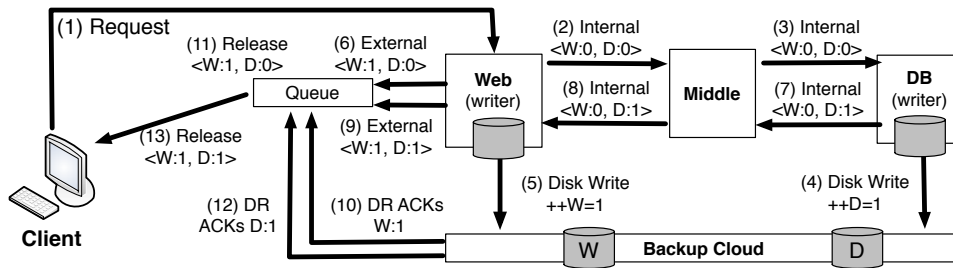 (1) Request
(11) Release
<W:1, D:0>
(6) External
<W:1, D:0>
(2) Internal
<W:0, D:0>
(3) Internal
<W:0, D:0>
Queue
Web
(writer)
Middle
DB
(writer)
(8) Internal
<W:0, D:1>
(7) Internal
<W:0, D:1>
(9) External
<W:1, D:1>
(13) Release
<W:1, D:1>
(5) Disk Write
++W=1
(4) Disk Write
++D=1
(12) DR
ACKs D:1
(10) DR ACKs
W:1
Client
W
Backup Cloud
D